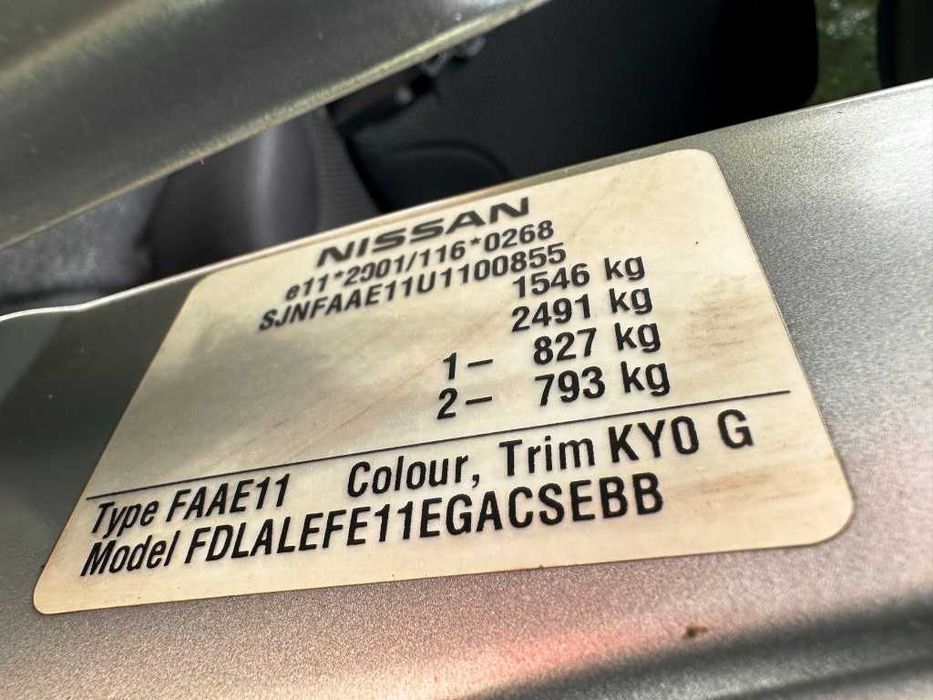 NISSAN
e11*2001/116*0268
SJNFAAE11U1100855
1546 kg
2491 kg
1- 827 kg
2- 793 kg
Type FAAE11 Colour, Trim KY0 G
Model FDLALEFE11EGACSEBB